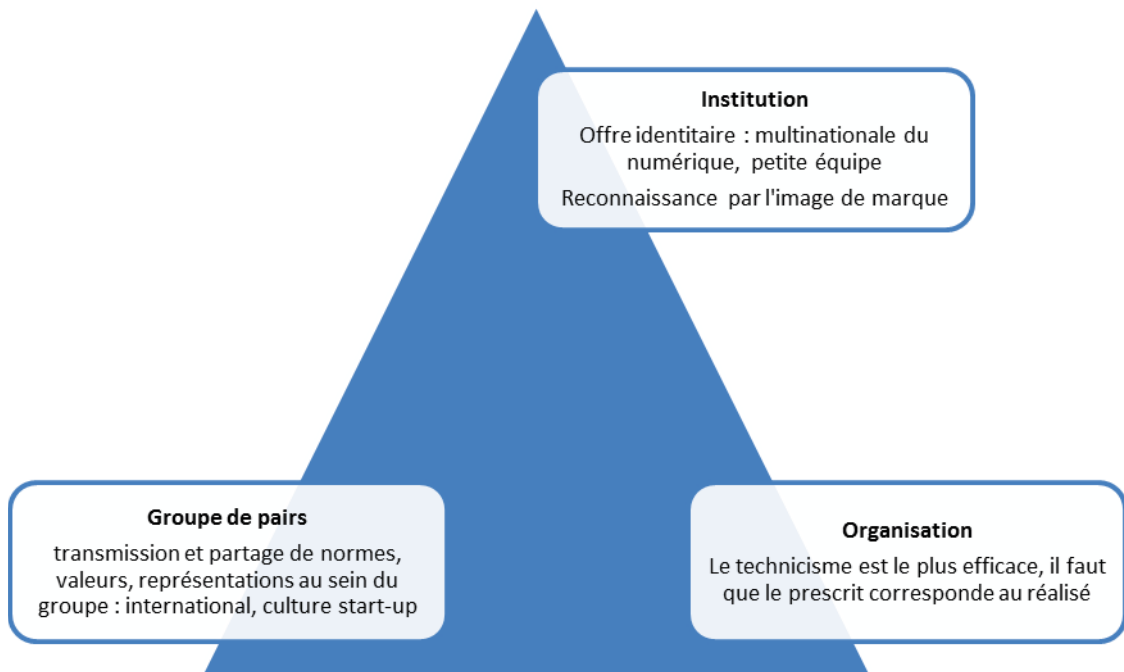 Institution
Offre identitaire : multinationale du
numérique, petite équipe
Reconnaissance par l'image de marque
Groupe de pairs
transmission et partage de normes,
valeurs, représentations au sein du
groupe : international, culture start-up
Organisation
Le technicisme est le plus efficace, il faut
que le prescrit corresponde au réalisé